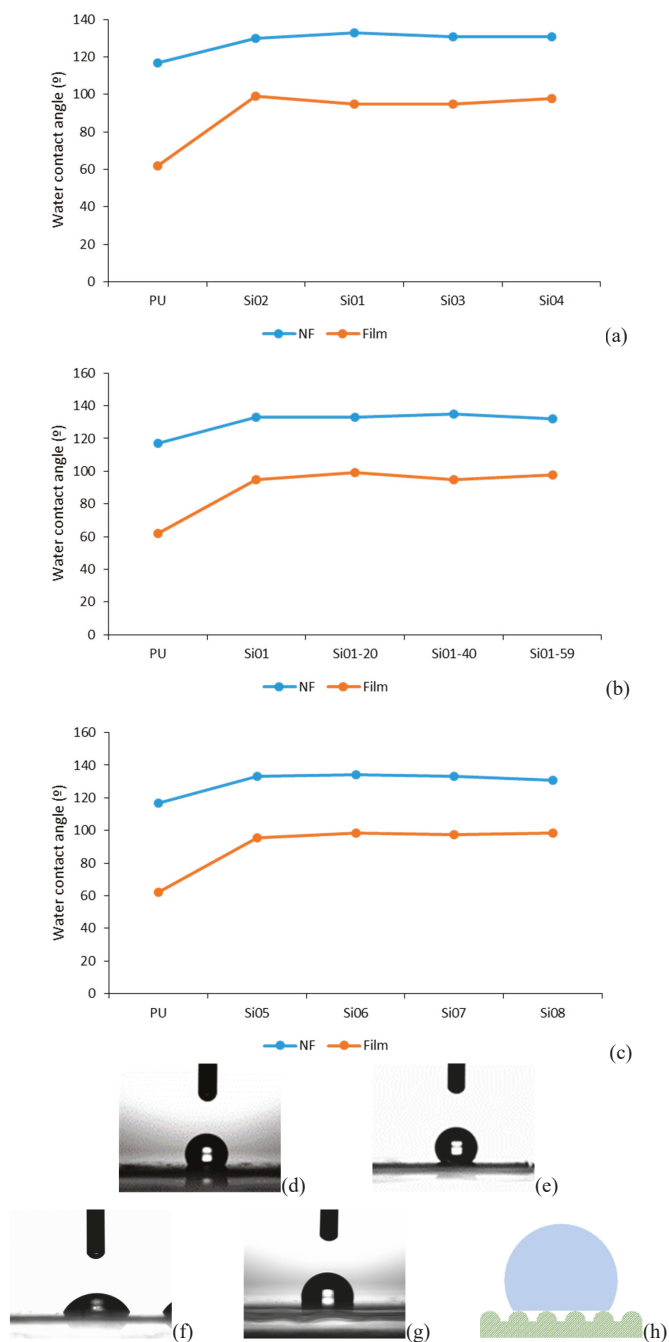 140
120
100
80
60
40
20
0
Water contact angle (º)
PU Si02 Si01 Si03 Si04
NF Film
(a)
160
140
120
100
80
60
40
20
0
Water contact angle (º)
PU Si01 Si01-20 Si01-40 Si01-59
NF Film
(b)
160
140
120
100
80
60
40
20
0
Water contact angle (º)
PU Si05 Si06 Si07 Si08
NF Film
(c)
(d) (e)
(f) (g) (h)